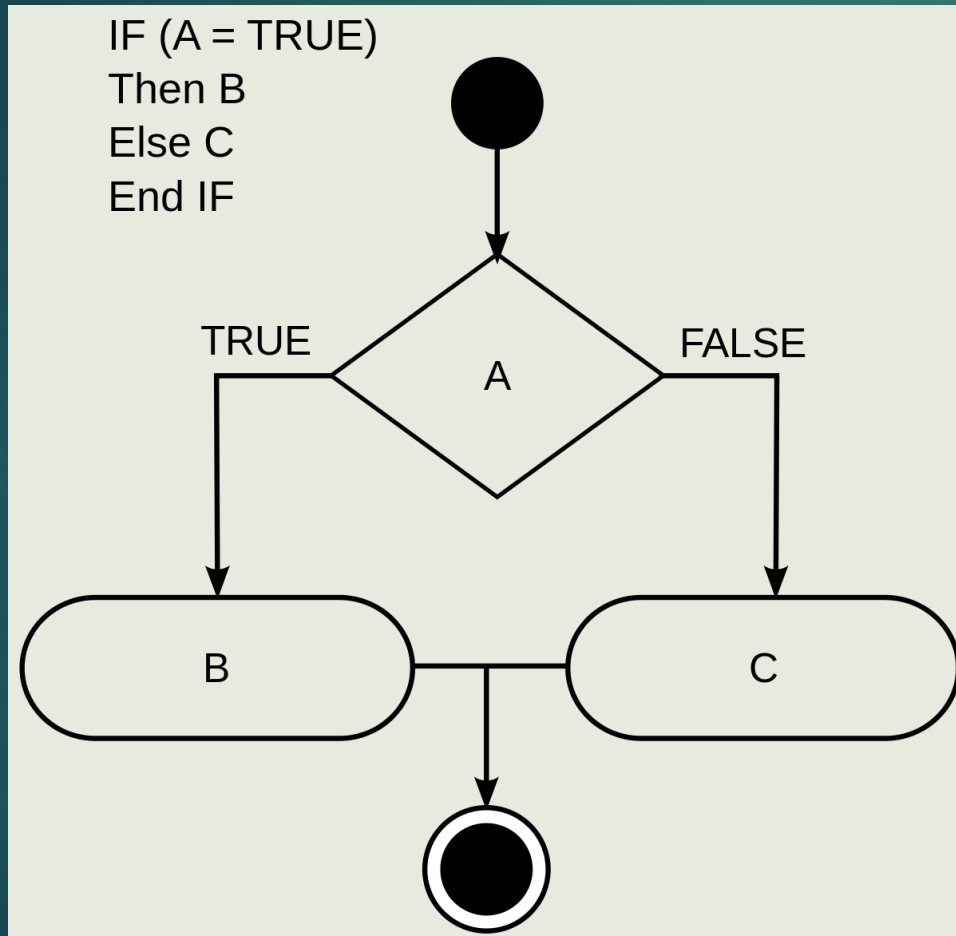 IF (A = TRUE)
Then B
Else C
End IF
TRUE
FALSE
A
B
C